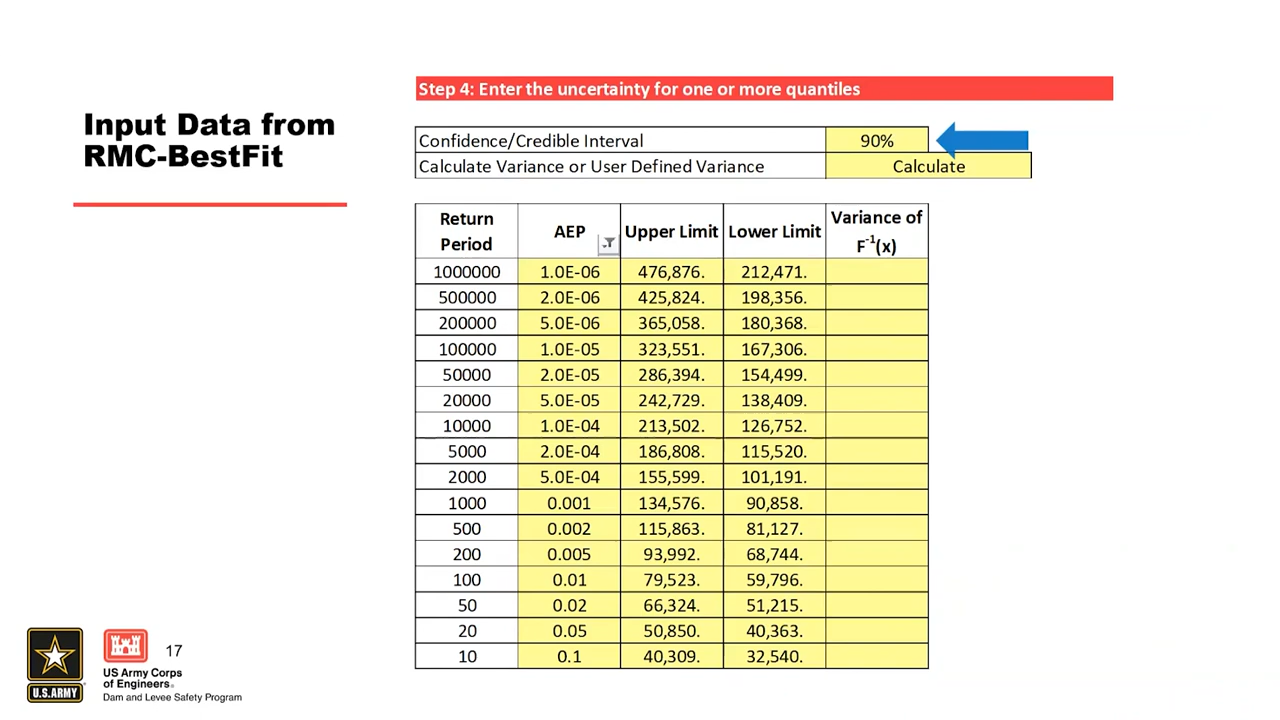 Input Data from
RMC-BestFit
Step 4: Enter the uncertainty for one or more quantiles
Confidence/Credible Interval 90%
Calculate Variance or User Defined Variance Calculate
Return Period AEP Upper Limit Lower Limit Variance of F-1(x)
1000000 1.0E-06 476,876. 212,471.
500000 2.0E-06 425,824. 198,356.
200000 5.0E-06 365,058. 180,368.
100000 1.0E-05 323,551. 167,306.
50000 2.0E-05 286,394. 154,499.
20000 5.0E-05 242,729. 138,409.
10000 1.0E-04 213,502. 126,752.
5000 2.0E-04 186,808. 115,520.
2000 5.0E-04 155,599. 101,191.
1000 0.001 134,576. 90,858.
500 0.002 115,863. 81,127.
200 0.005 93,992. 68,744.
100 0.01 79,523. 59,796.
50 0.02 66,324. 51,215.
20 0.05 50,850. 40,363.
10 0.1 40,309. 32,540.
U.S.ARMY
US Army Corps
of Engineers®
Dam and Levee Safety Program
17